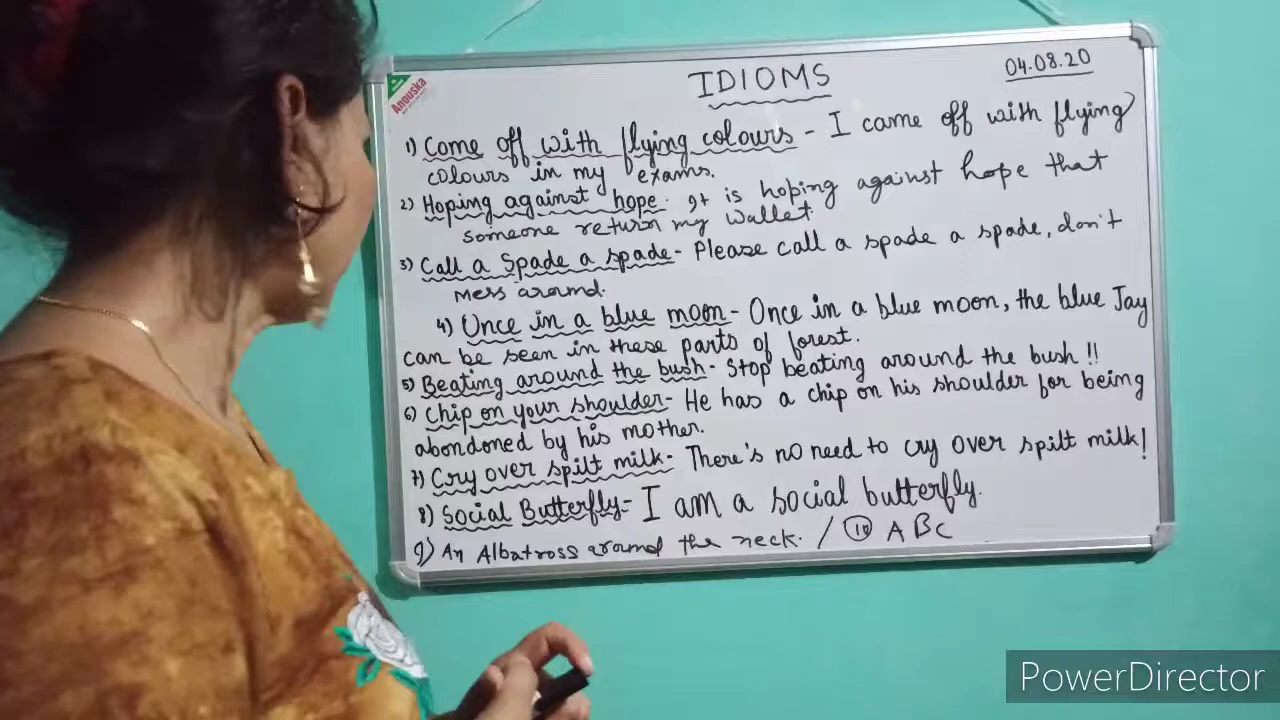 IDIOMS
04.08.20
Anouska
1) Come off with flying colours - I came off with flying
colours in my exams.
2) Hoping against hope. It is hoping against hope that
someone return my wallet.
3) Call a Spade a spade - Please call a spade a spade, don't
mess around.
4) Once in a blue moon - Once in a blue moon, the blue Jay
can be seen in these parts of forest.
5) Beating around the bush - Stop beating around the bush !!
6) Chip on your shoulder - He has a chip on his shoulder for being
abondoned by his mother.
7) Cry over spilt milk - There's no need to cry over spilt milk!
8) Social Butterfly - I am a social butterfly.
9) An Albatross around the neck. / 10 ABC
PowerDirector